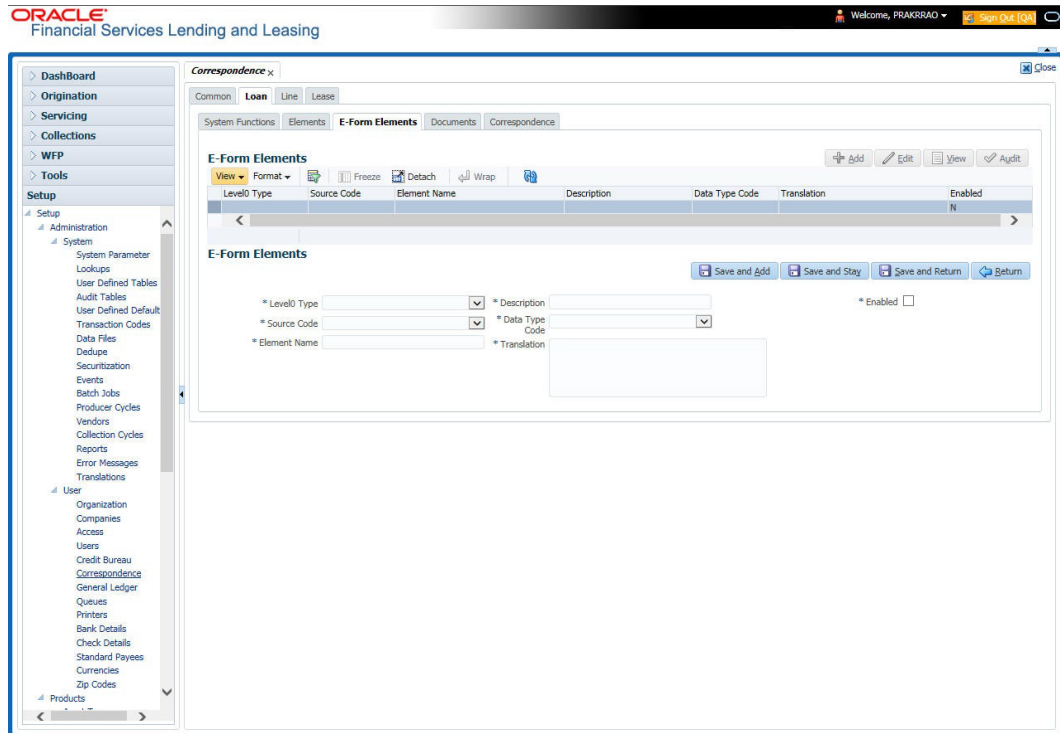 ORACLE
Financial Services Lending and Leasing
Welcome, PRAKRRAO
Sign Out [QA]
DashBoard
Origination
Servicing
Collections
WFP
Tools
Setup
Setup
Administration
System
System Parameter
Lookups
User Defined Tables
Audit Tables
User Defined Default
Transaction Codes
Data Files
Dedupe
Securitization
Events
Batch Jobs
Producer Cycles
Vendors
Collection Cycles
Reports
Error Messages
Translations
User
Organization
Companies
Access
Users
Credit Bureau
Correspondence
General Ledger
Queues
Printers
Bank Details
Check Details
Standard Payees
Currencies
Zip Codes
Products
Correspondence x
Close
Common Loan Line Lease
System Functions Elements E-Form Elements Documents Correspondence
E-Form Elements
Add Edit View Audit
View Format Freeze Detach Wrap
Level0 Type Source Code Element Name Description Data Type Code Translation Enabled
N
E-Form Elements
Save and Add Save and Stay Save and Return Return
* Level0 Type
* Source Code
* Element Name
* Description
* Data Type
Code
* Translation
* Enabled